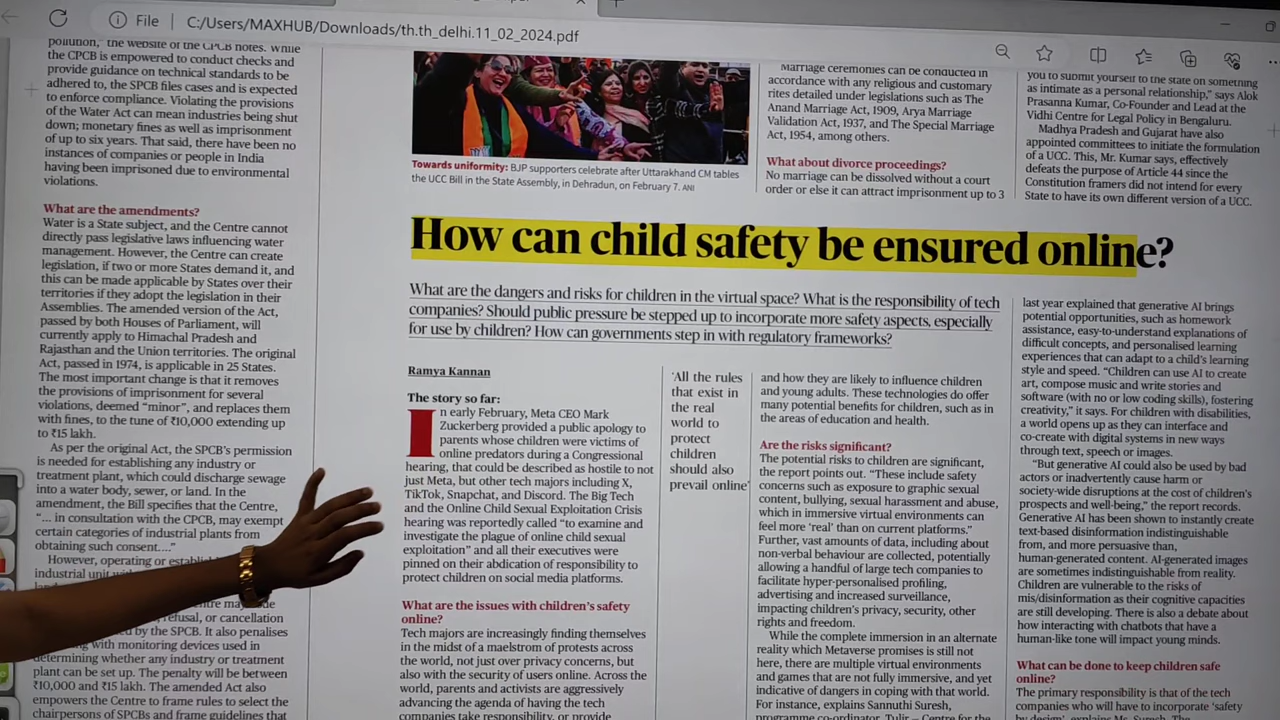 File
C:/Users/MAXHUB/Downloads/th.th_delhi.11_02_2024.pdf
pollution," the website of the CPCB notes. While
the CPCB is empowered to conduct checks and
provide guidance on technical standards to be
adhered to, the SPCB files cases and is expected
to enforce compliance. Violating the provisions
of the Water Act can mean industries being shut
down; monetary fines as well as imprisonment
of up to six years. That said, there have been no
instances of companies or people in India
having been imprisoned due to environmental
violations.
What are the amendments?
Water is a State subject, and the Centre cannot
directly pass legislative laws influencing water
management. However, the Centre can create
legislation, if two or more States demand it, and
this can be made applicable by States over their
territories if they adopt the legislation in their
Assemblies. The amended version of the Act,
passed by both Houses of Parliament, will
currently apply to Himachal Pradesh and
Rajasthan and the Union territories. The original
Act, passed in 1974, is applicable in 25 States.
The most important change is that it removes
the provisions of imprisonment for several
violations, deemed "minor", and replaces them
with fines, to the tune of ₹10,000 extending up
to ₹15 lakh.
As per the original Act, the SPCB's permission
is needed for establishing any industry or
treatment plant, which could discharge sewage
into a water body, sewer, or land. In the
amendment, the Bill specifies that the Centre,
"... in consultation with the CPCB, may exempt
certain categories of industrial plants from
obtaining such consent...."
However, operating or
industrial unit
refusal, or cancellation
by the SPCB. It also penalises
with monitoring devices used in
determining whether any industry or treatment
plant can be set up. The penalty will be between
₹10,000 and ₹15 lakh. The amended Act also
empowers the Centre to frame rules to select the
chairpersons of SPCBs and frame guidelines that
Towards uniformity: BJP supporters celebrate after Uttarakhand CM tables
the UCC Bill in the State Assembly, in Dehradun, on February 7. ANI
Marriage ceremonies can be conducted in
accordance with any religious and customary
rites detailed under legislations such as The
Anand Marriage Act, 1909, Arya Marriage
Validation Act, 1937, and The Special Marriage
Act, 1954, among others.
What about divorce proceedings?
No marriage can be dissolved without a court
order or else it can attract imprisonment up to 3
you to submit yourself to the state on something
as intimate as a personal relationship," says Alok
Prasanna Kumar, Co-Founder and Lead at the
Vidhi Centre for Legal Policy in Bengaluru.
Madhya Pradesh and Gujarat have also
appointed committees to initiate the formulation
of a UCC. This, Mr. Kumar says, effectively
defeats the purpose of Article 44 since the
Constitution framers did not intend for every
State to have its own different version of a UCC.
How can child safety be ensured online?
What are the dangers and risks for children in the virtual space? What is the responsibility of tech
companies? Should public pressure be stepped up to incorporate more safety aspects, especially
for use by children? How can governments step in with regulatory frameworks?
Ramya Kannan
The story so far:
In early February, Meta CEO Mark
Zuckerberg provided a public apology to
parents whose children were victims of
online predators during a Congressional
hearing, that could be described as hostile to not
just Meta, but other tech majors including X,
TikTok, Snapchat, and Discord. The Big Tech
and the Online Child Sexual Exploitation Crisis
hearing was reportedly called "to examine and
investigate the plague of online child sexual
exploitation" and all their executives were
pinned on their abdication of responsibility to
protect children on social media platforms.
What are the issues with children's safety
online?
Tech majors are increasingly finding themselves
in the midst of a maelstrom of protests across
the world, not just over privacy concerns, but
also with the security of users online. Across the
world, parents and activists are aggressively
advancing the agenda of having the tech
companies take responsibility, or provide
'All the rules
that exist in
the real
world to
protect
children
should also
prevail online'
and how they are likely to influence children
and young adults. These technologies do offer
many potential benefits for children, such as in
the areas of education and health.
Are the risks significant?
The potential risks to children are significant,
the report points out. "These include safety
concerns such as exposure to graphic sexual
content, bullying, sexual harassment and abuse,
which in immersive virtual environments can
feel more 'real' than on current platforms."
Further, vast amounts of data, including about
non-verbal behaviour are collected, potentially
allowing a handful of large tech companies to
facilitate hyper-personalised profiling,
advertising and increased surveillance,
impacting children's privacy, security, other
rights and freedom.
While the complete immersion in an alternate
reality which Metaverse promises is still not
here, there are multiple virtual environments
and games that are not fully immersive, and yet
indicative of dangers in coping with that world.
For instance, explains Sannuthi Suresh,
programme co-ordinator, Tulir – Centre for the
last year explained that generative AI brings
potential opportunities, such as homework
assistance, easy-to-understand explanations of
difficult concepts, and personalised learning
experiences that can adapt to a child's learning
style and speed. "Children can use AI to create
art, compose music and write stories and
software (with no or low coding skills), fostering
creativity," it says. For children with disabilities,
a world opens up as they can interface and
co-create with digital systems in new ways
through text, speech or images.
"But generative AI could also be used by bad
actors or inadvertently cause harm or
society-wide disruptions at the cost of children's
prospects and well-being," the report records.
Generative AI has been shown to instantly create
text-based disinformation indistinguishable
from, and more persuasive than,
human-generated content. AI-generated images
are sometimes indistinguishable from reality.
Children are vulnerable to the risks of
mis/disinformation as their cognitive capacities
are still developing. There is also a debate about
how interacting with chatbots that have a
human-like tone will impact young minds.
What can be done to keep children safe
online?
The primary responsibility is that of the tech
companies who will have to incorporate 'safety
by design', explains Ms. Suresh. The